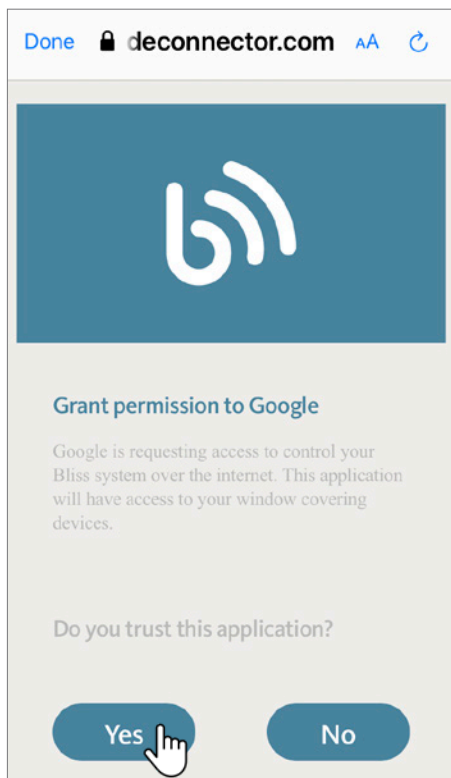 Done deconnector.com AA
Grant permission to Google
Google is requesting access to control your
Bliss system over the internet. This application
will have access to your window covering
devices.
Do you trust this application?
Yes No